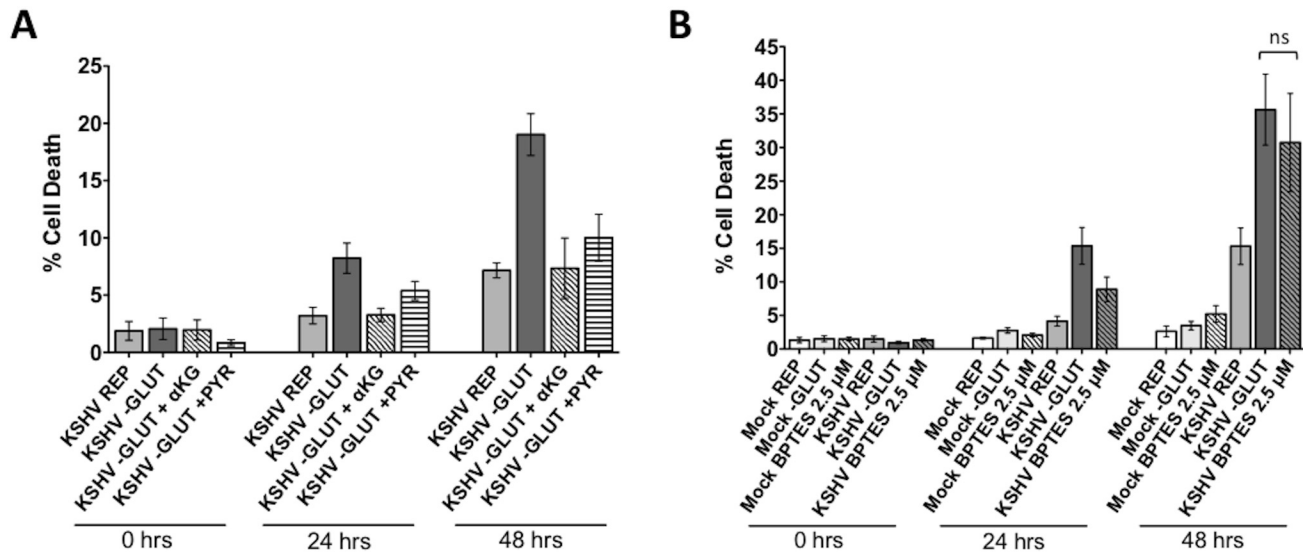 A
% Cell Death
25
20
15
10
5
0
KSHV REP
KSHV -GLUT
KSHV -GLUT + αKG
KSHV -GLUT +PYR
KSHV REP
KSHV -GLUT
KSHV -GLUT + αKG
KSHV -GLUT +PYR
KSHV REP
KSHV -GLUT
KSHV -GLUT + αKG
KSHV -GLUT +PYR
0 hrs
24 hrs
48 hrs
B
ns
% Cell Death
45
40
35
30
25
20
15
10
5
0
Mock REP
Mock -GLUT
Mock BPTES 2.5 µM
KSHV REP
KSHV -GLUT
KSHV BPTES 2.5 µM
Mock REP
Mock -GLUT
Mock BPTES 2.5 µM
KSHV REP
KSHV -GLUT
KSHV BPTES 2.5 µM
Mock REP
Mock -GLUT
Mock BPTES 2.5 µM
KSHV REP
KSHV -GLUT
KSHV BPTES 2.5 µM
0 hrs
24 hrs
48 hrs